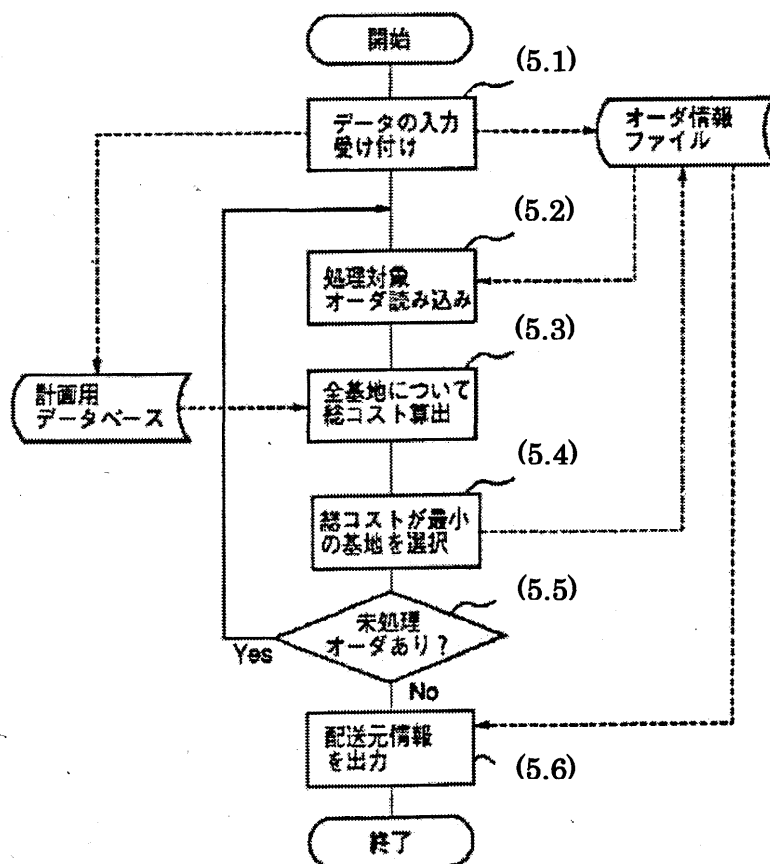 開始
(5.1)
データの入力
受け付け
オーダ情報
ファイル
(5.2)
処理対象
オーダ読み込み
(5.3)
計画用
データベース
全基地について
総コスト算出
(5.4)
総コストが最小
の基地を選択
(5.5)
未処理
オーダあり?
Yes
No
配送元情報
を出力
(5.6)
終了